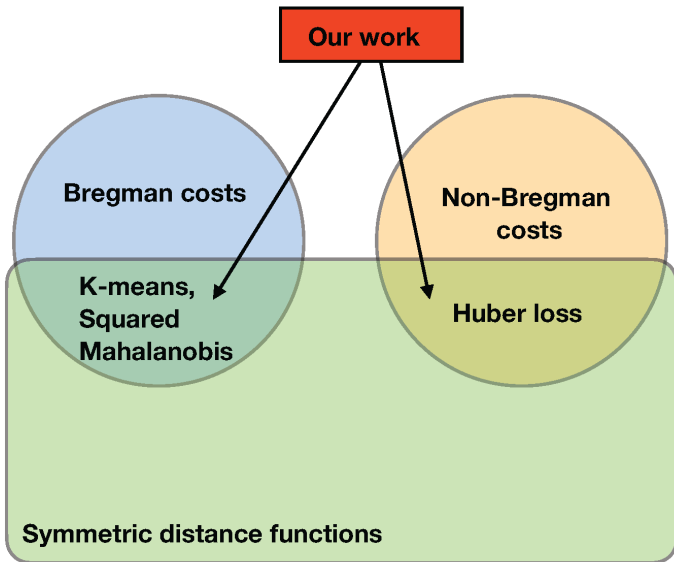 Our work
Bregman costs
Non-Bregman
costs
K-means,
Squared
Mahalanobis
Huber loss
Symmetric distance functions